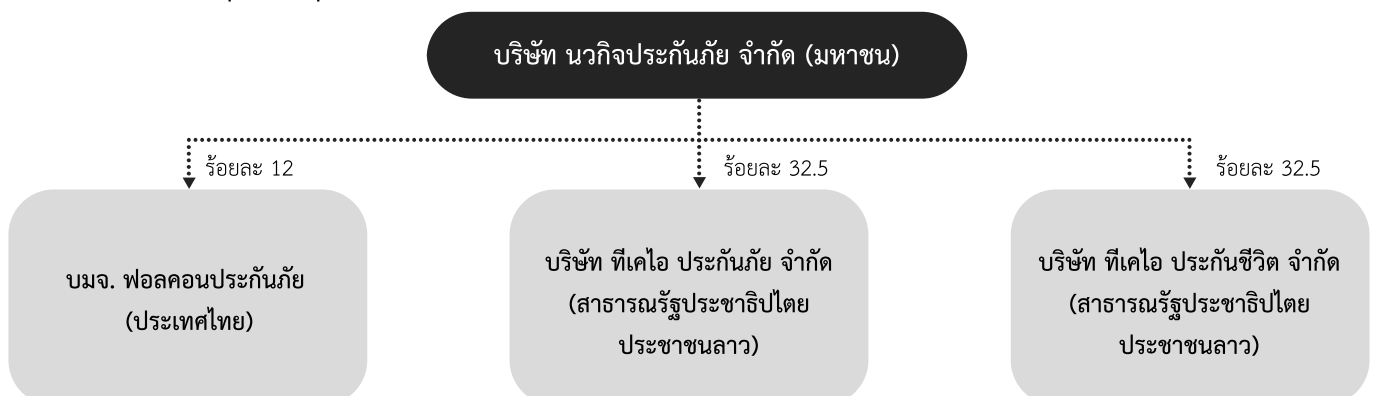 บริษัท นวกิจประกันภัย จำกัด (มหาชน)
ร้อยละ 12
ร้อยละ 32.5
ร้อยละ 32.5
บมจ. ฟอลคอนประกันภัย
(ประเทศไทย)
บริษัท ทีเคไอ ประกันภัย จำกัด
(สาธารณรัฐประชาธิปไตย
ประชาชนลาว)
บริษัท ทีเคไอ ประกันชีวิต จำกัด
(สาธารณรัฐประชาธิปไตย
ประชาชนลาว)